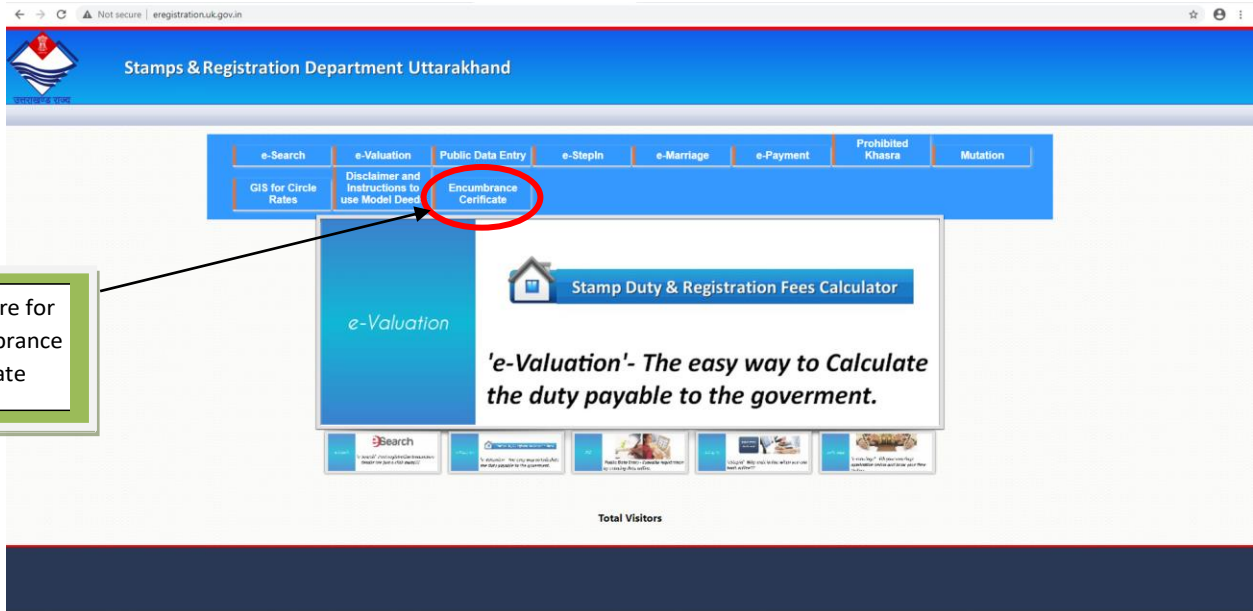 Not secure | eregistration.uk.gov.in
Stamps & Registration Department Uttarakhand
उत्तराखण्ड राज्य
e-Search
e-Valuation
Public Data Entry
e-StepIn
e-Marriage
e-Payment
Prohibited
Khasra
Mutation
GIS for Circle
Rates
Disclaimer and
Instructions to
use Model Deed
Encumbrance
Cerificate
re for
brance
ate
e-Valuation
Stamp Duty & Registration Fees Calculator
'e-Valuation'- The easy way to Calculate
the duty payable to the goverment.
Search
Total Visitors